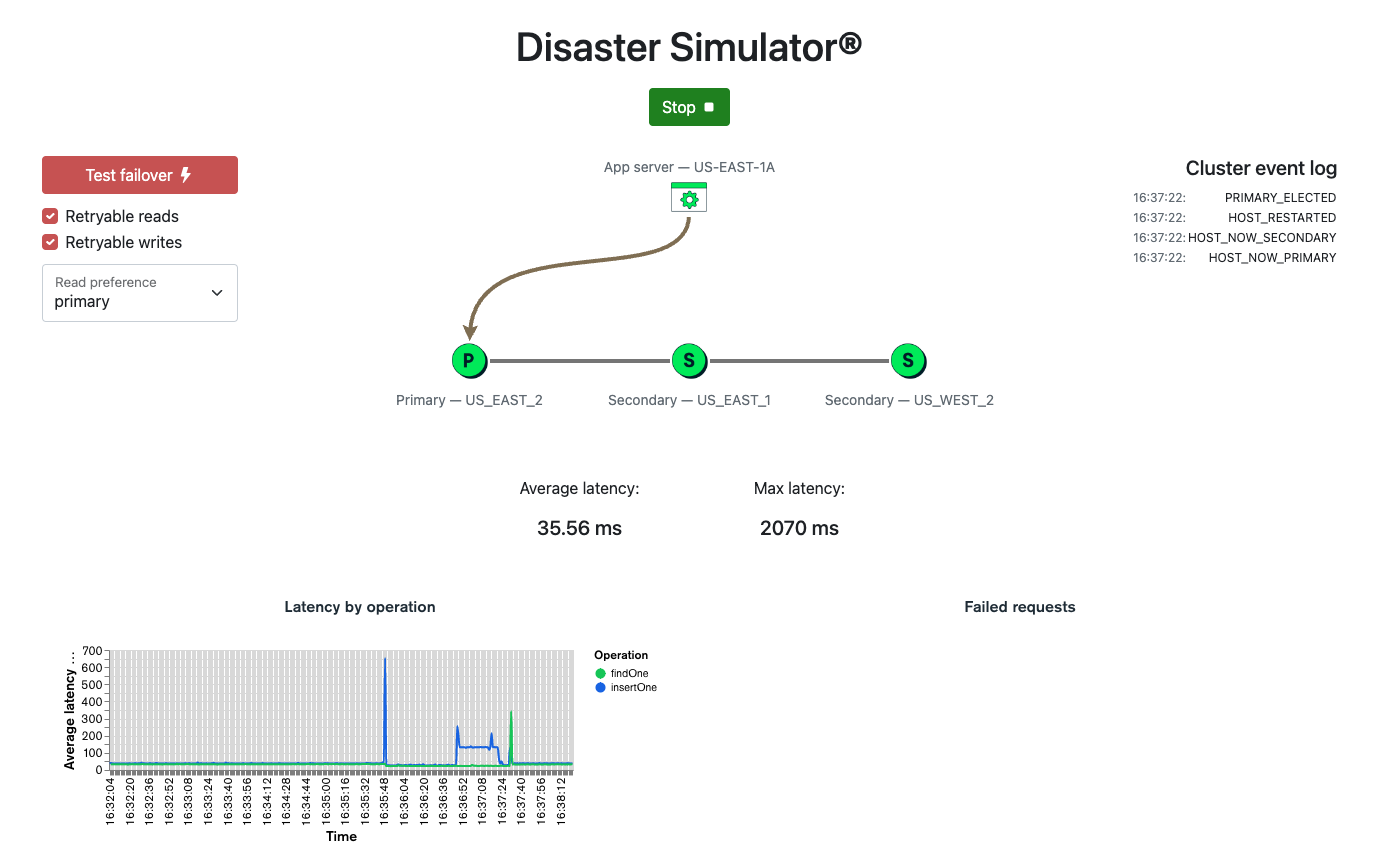 Disaster Simulator®
Stop
Test failover
Retryable reads
Retryable writes
Read preference
primary
App server — US-EAST-1A
P
S
S
Primary — US_EAST_2
Secondary — US_EAST_1
Secondary — US_WEST_2
Cluster event log
16:37:22: PRIMARY_ELECTED
16:37:22: HOST_RESTARTED
16:37:22: HOST_NOW_SECONDARY
16:37:22: HOST_NOW_PRIMARY
Average latency:
35.56 ms
Max latency:
2070 ms
Latency by operation
Average latency ...
700
600
500
400
300
200
100
0
16:32:04
16:32:20
16:32:36
16:32:52
16:33:08
16:33:24
16:33:40
16:33:56
16:34:12
16:34:28
16:34:44
16:35:00
16:35:16
16:35:32
16:35:48
16:36:04
16:36:20
16:36:36
16:36:52
16:37:08
16:37:24
16:37:40
16:37:56
16:38:12
Time
Operation
findOne
insertOne
Failed requests